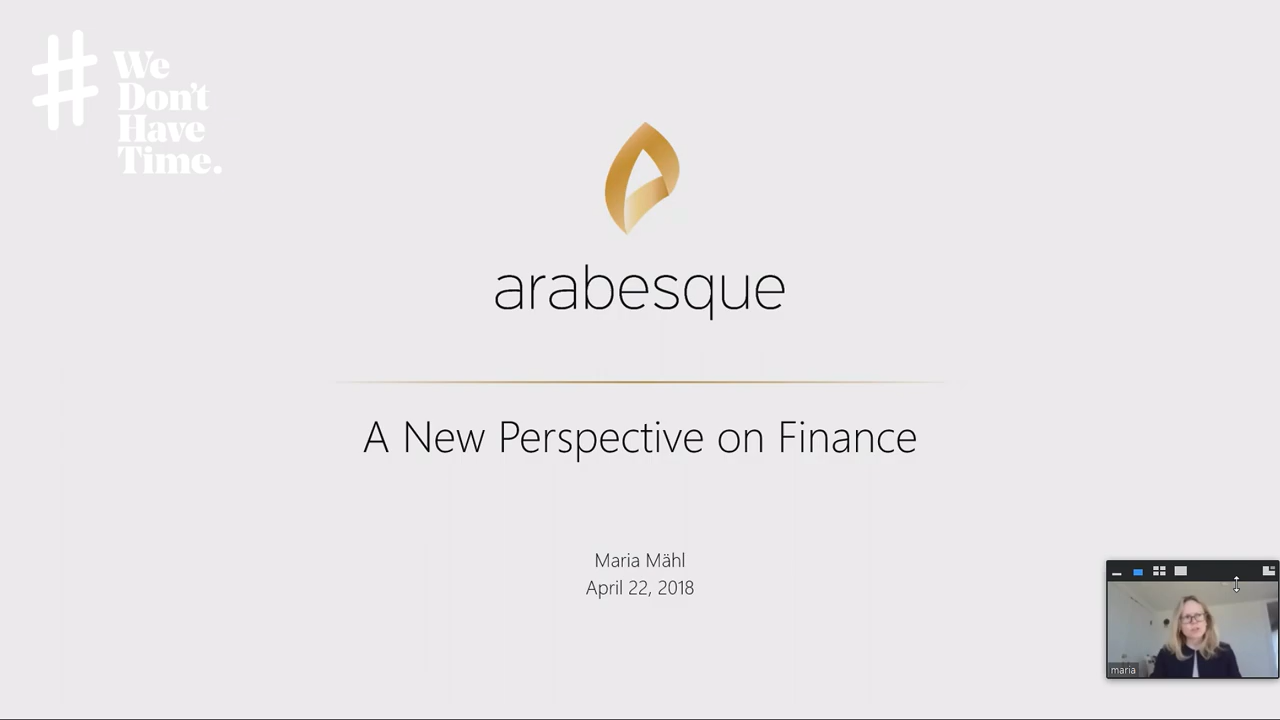 # We
Don't
Have
Time.
arabesque
A New Perspective on Finance
Maria Mähl
April 22, 2018
maria